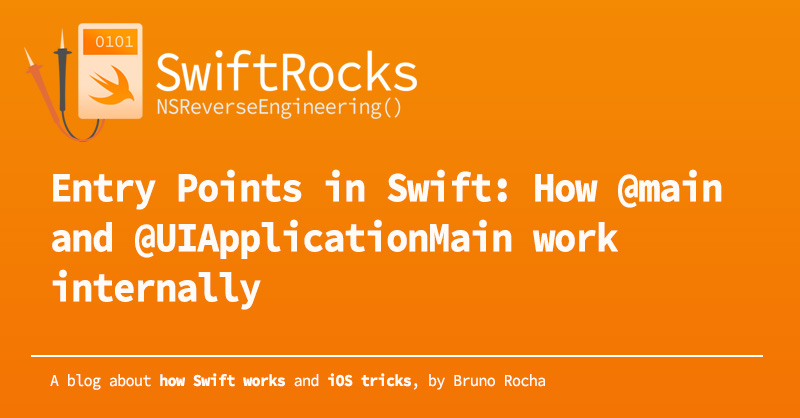 0101
SwiftRocks
NSReverseEngineering()
Entry Points in Swift: How @main
and @UIApplicationMain work
internally
A blog about how Swift works and iOS tricks, by Bruno Rocha